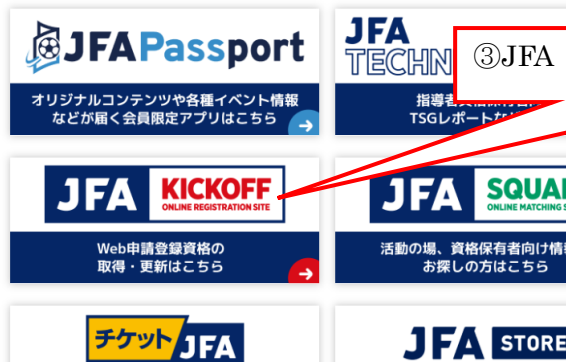 JFA Passport
オリジナルコンテンツや各種イベント情報
などが届く会員限定アプリはこちら
JFA
TECHN
③JFA
指導者
TSGレポート
JFA KICKOFF
ONLINE REGISTRATION SITE
Web申請登録資格の
取得・更新はこちら
JFA SQUA
ONLINE MATCHING S
活動の場、資格保有者向け情
お探しの方はこちら
チケットJFA
JFA STORE